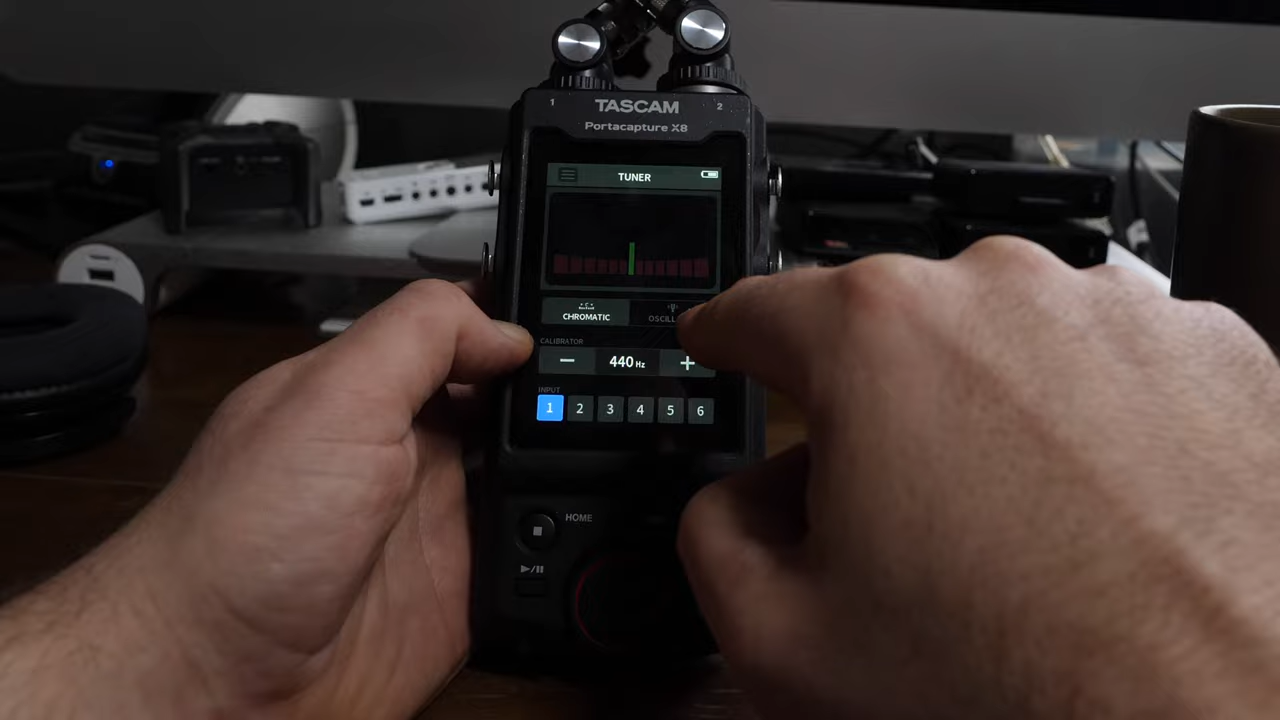 1 TASCAM 2
Portacapture X8
TUNER
CHROMATIC
CALIBRATOR
440 Hz
INPUT
1 2 3 4 5 6
HOME